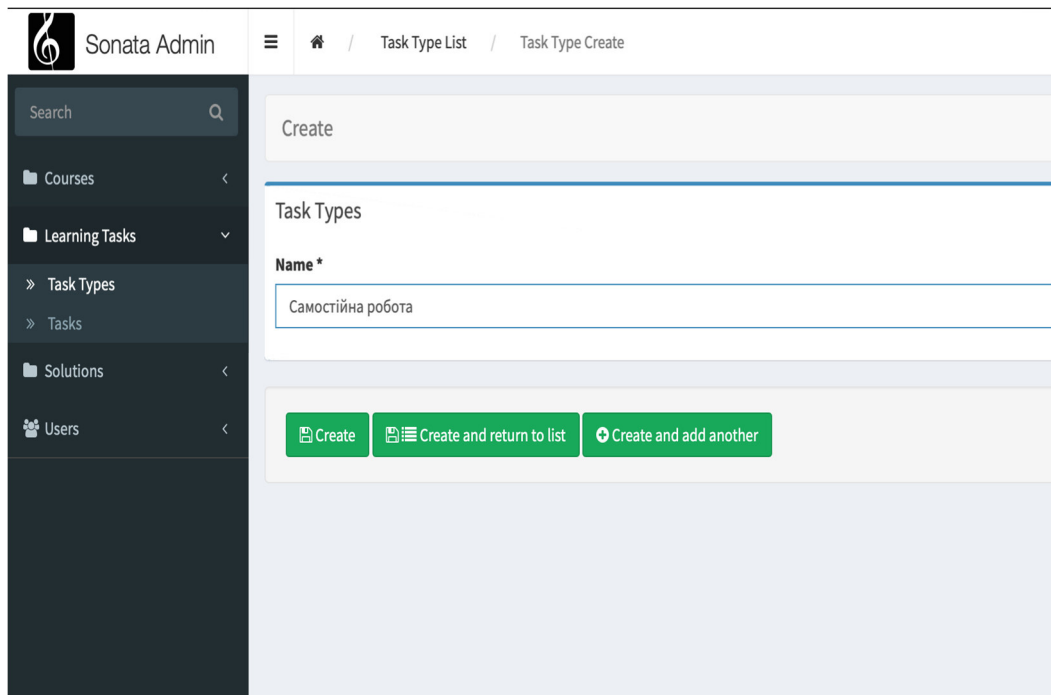 Sonata Admin
/ Task Type List / Task Type Create
Search
Courses
Learning Tasks
Task Types
Tasks
Solutions
Users
Create
Task Types
Name *
Самостійна робота
Create
Create and return to list
Create and add another